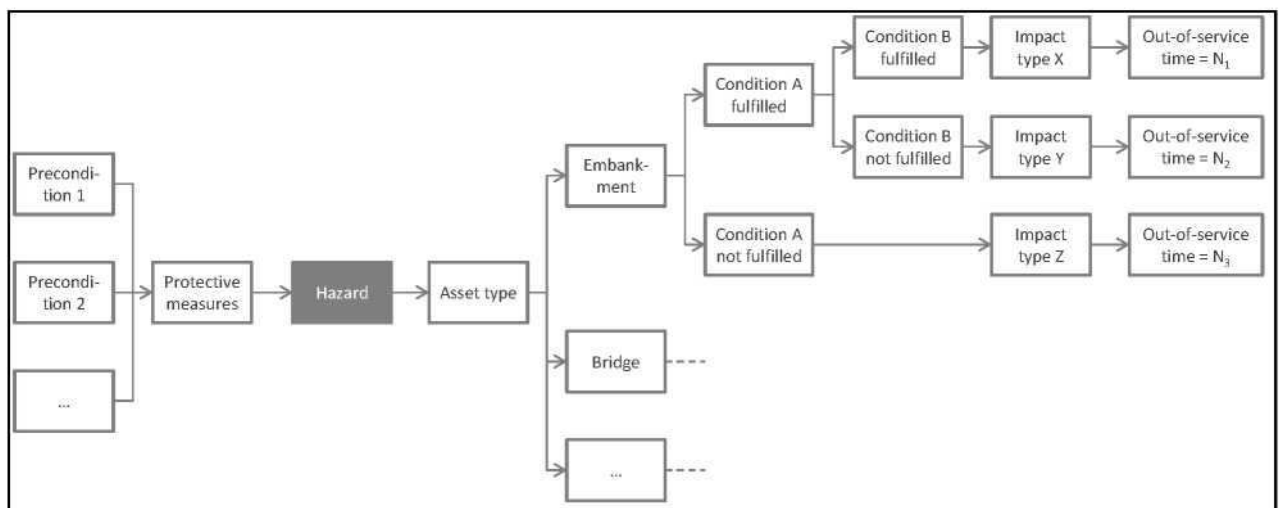 Precondi-
tion 1
Precondi-
tion 2
...
Protective
measures
Hazard
Asset type
Embank-
ment
Bridge
...
Condition A
fulfilled
Condition A
not fulfilled
Condition B
fulfilled
Condition B
not fulfilled
Impact
type X
Impact
type Y
Impact
type Z
Out-of-service
time = N₁
Out-of-service
time = N₂
Out-of-service
time = N₃